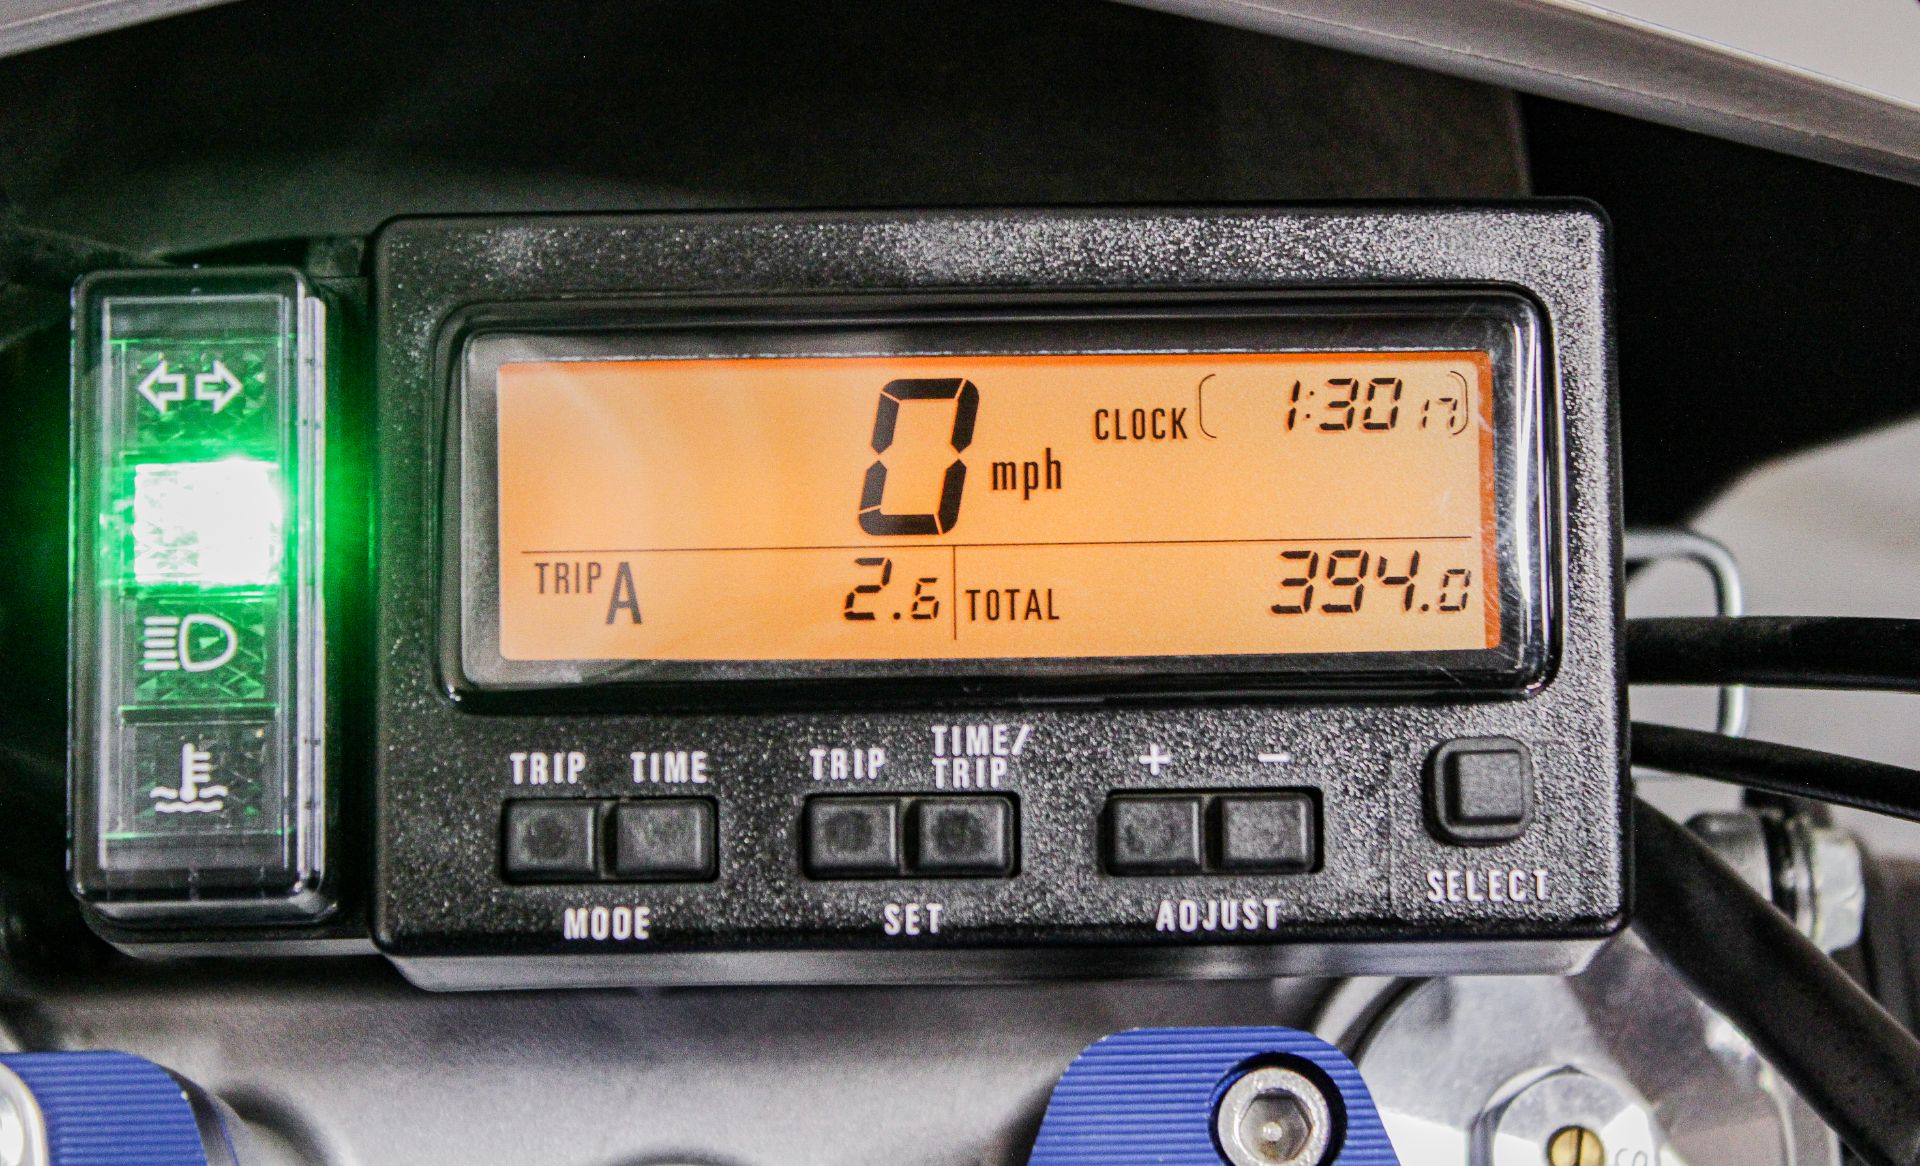 0 mph
CLOCK 1:30 17
TRIP A 2.6
TOTAL 394.0
TRIP TIME
TRIP TIME/
TRIP
+ -
MODE
SET
ADJUST
SELECT